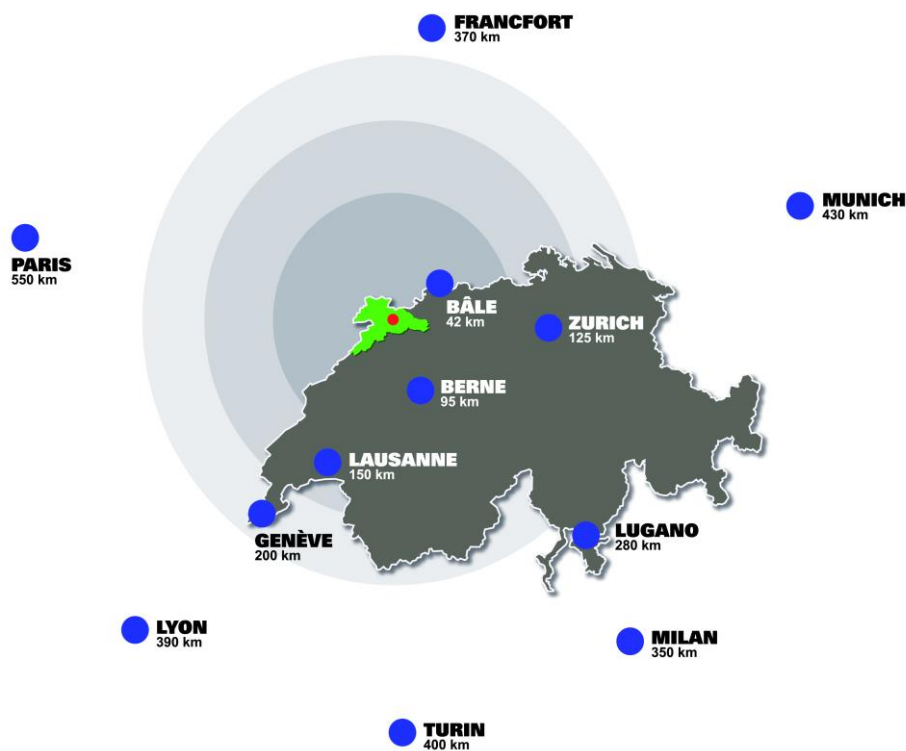 FRANCFORT
370 km
MUNICH
430 km
PARIS
550 km
BÂLE
42 km
ZURICH
125 km
BERNE
95 km
LAUSANNE
150 km
GENÈVE
200 km
LUGANO
280 km
LYON
390 km
MILAN
350 km
TURIN
400 km